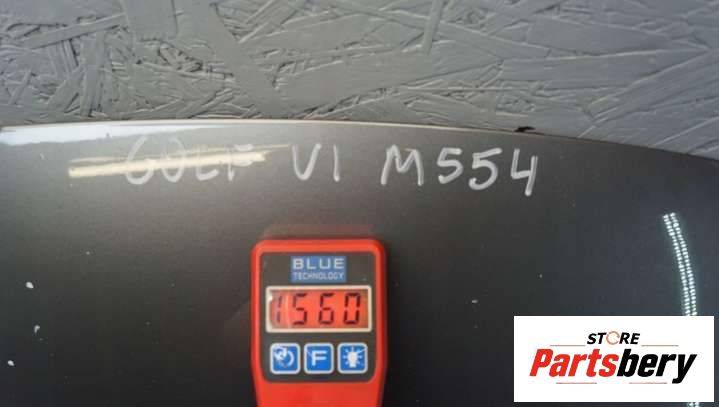 GOLF VI M554
BLUE
TECHNOLOGY
1560
F
STORE
Partsbery